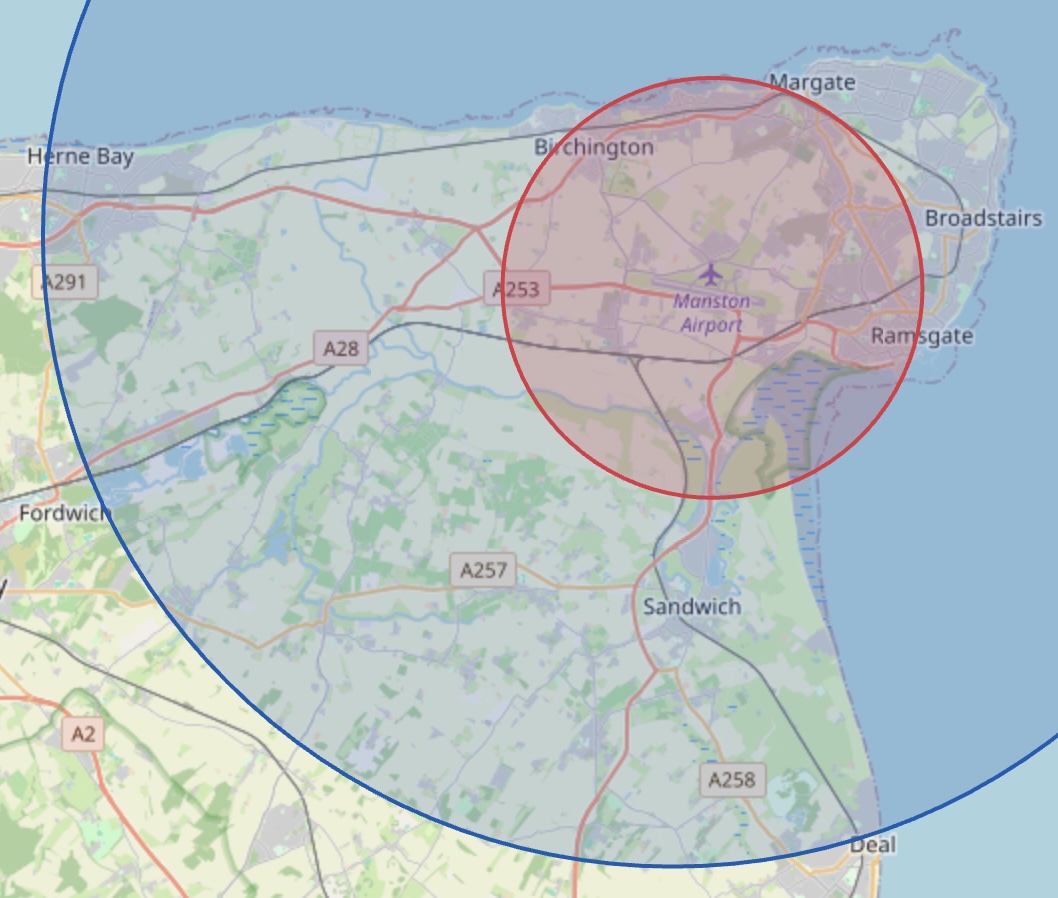 Margate
Herne Bay
Birchington
Broadstairs
A291
A253
Manston
Airport
Ramsgate
A28
Fordwich
A257
Sandwich
A2
A258
Deal